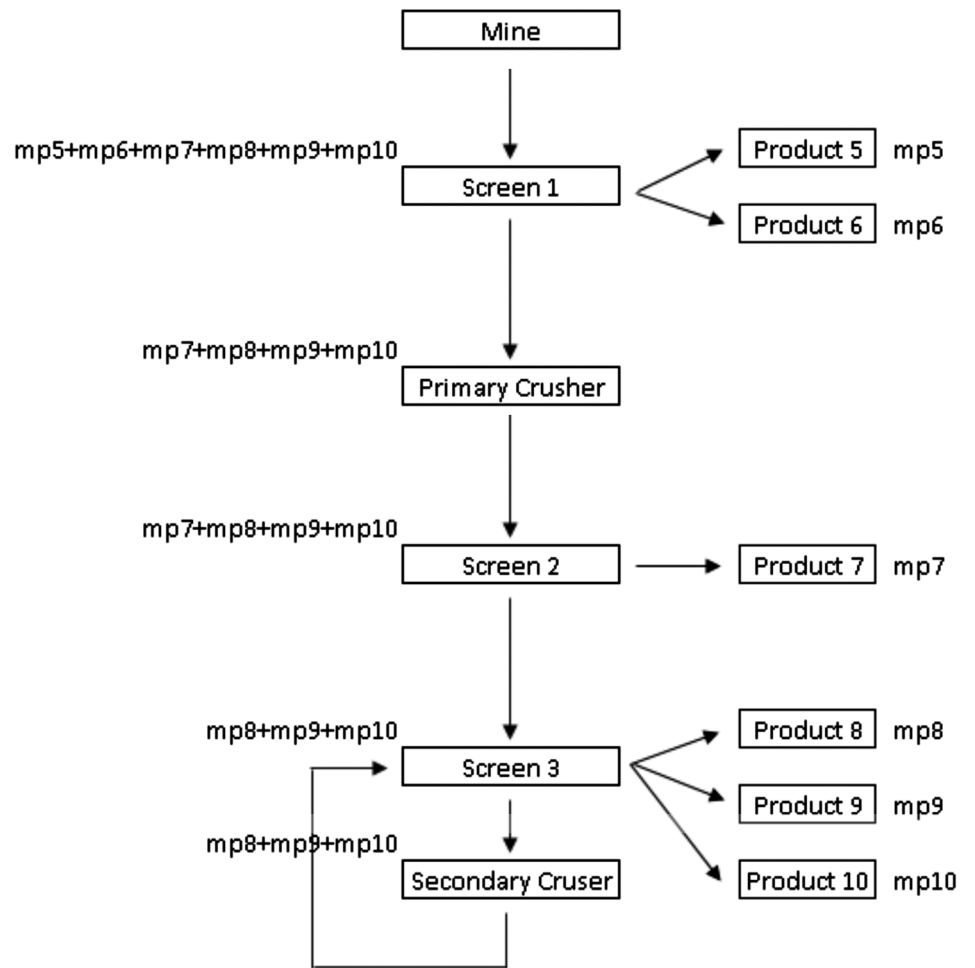 Mine
mp5+mp6+mp7+mp8+mp9+mp10
Product 5 mp5
Screen 1
Product 6 mp6
mp7+mp8+mp9+mp10
Primary Crusher
mp7+mp8+mp9+mp10
Screen 2
Product 7 mp7
mp8+mp9+mp10
Product 8 mp8
Screen 3
Product 9 mp9
mp8+mp9+mp10
Secondary Cruser
Product 10 mp10